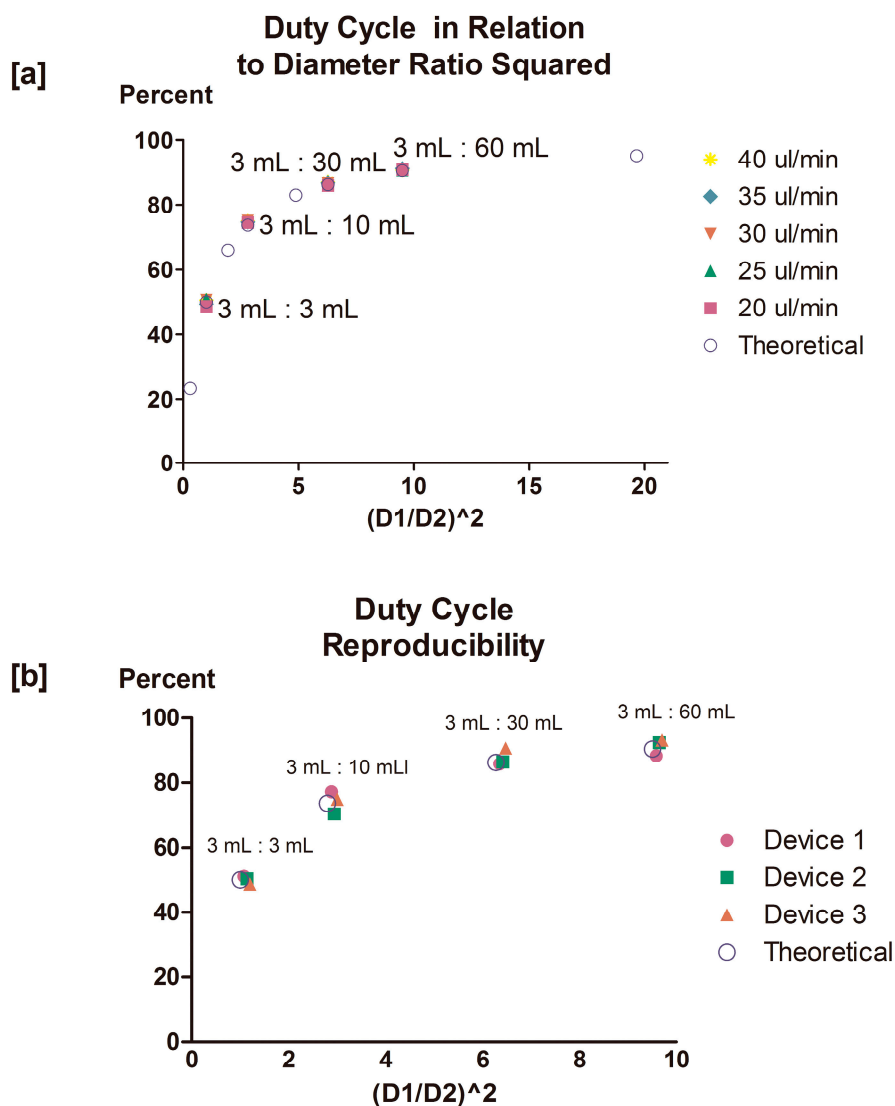 Duty Cycle in Relation
to Diameter Ratio Squared
[a]
Percent
100
80
60
40
20
0
3 mL : 30 mL
3 mL : 60 mL
3 mL : 10 mL
3 mL : 3 mL
0 5 10 15 20
(D1/D2)^2
40 ul/min
35 ul/min
30 ul/min
25 ul/min
20 ul/min
Theoretical
Duty Cycle
Reproducibility
[b]
Percent
100
80
60
40
20
0
3 mL : 30 mL
3 mL : 60 mL
3 mL : 10 mLl
3 mL : 3 mL
0 2 4 6 8 10
(D1/D2)^2
Device 1
Device 2
Device 3
Theoretical